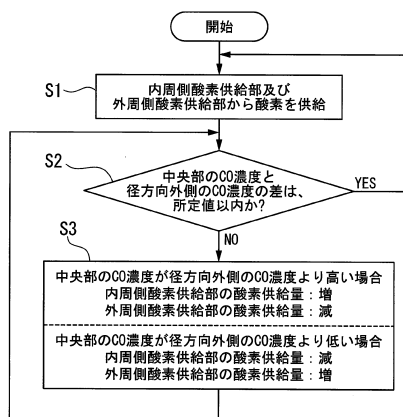 開始
S1
内周側酸素供給部及び
外周側酸素供給部から酸素を供給
S2
中央部のCO濃度と
径方向外側のCO濃度の差は、
所定値以内か?
YES
NO
S3
中央部のCO濃度が径方向外側のCO濃度より高い場合
内周側酸素供給部の酸素供給量:増
外周側酸素供給部の酸素供給量:減
中央部のCO濃度が径方向外側のCO濃度より低い場合
内周側酸素供給部の酸素供給量:減
外周側酸素供給部の酸素供給量:増